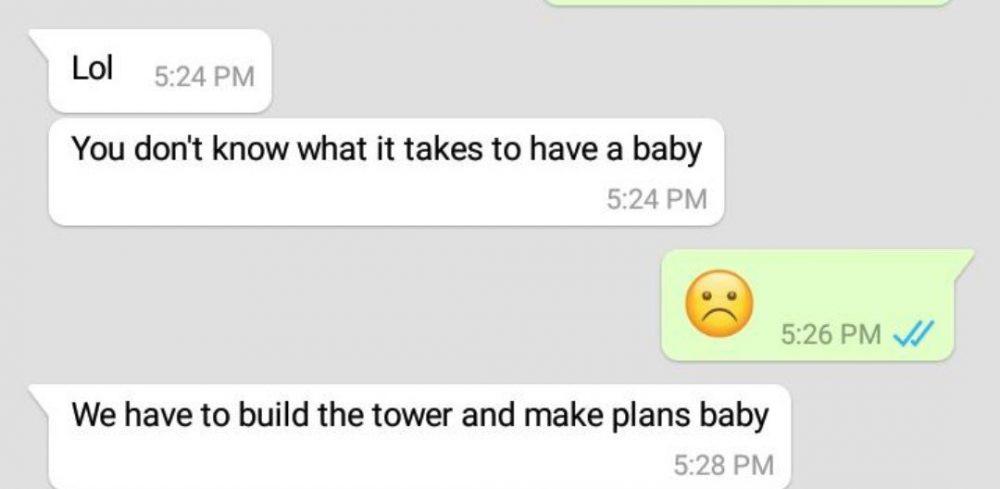 Lol
5:24 PM
You don't know what it takes to have a baby
5:24 PM
5:26 PM
We have to build the tower and make plans baby
5:28 PM